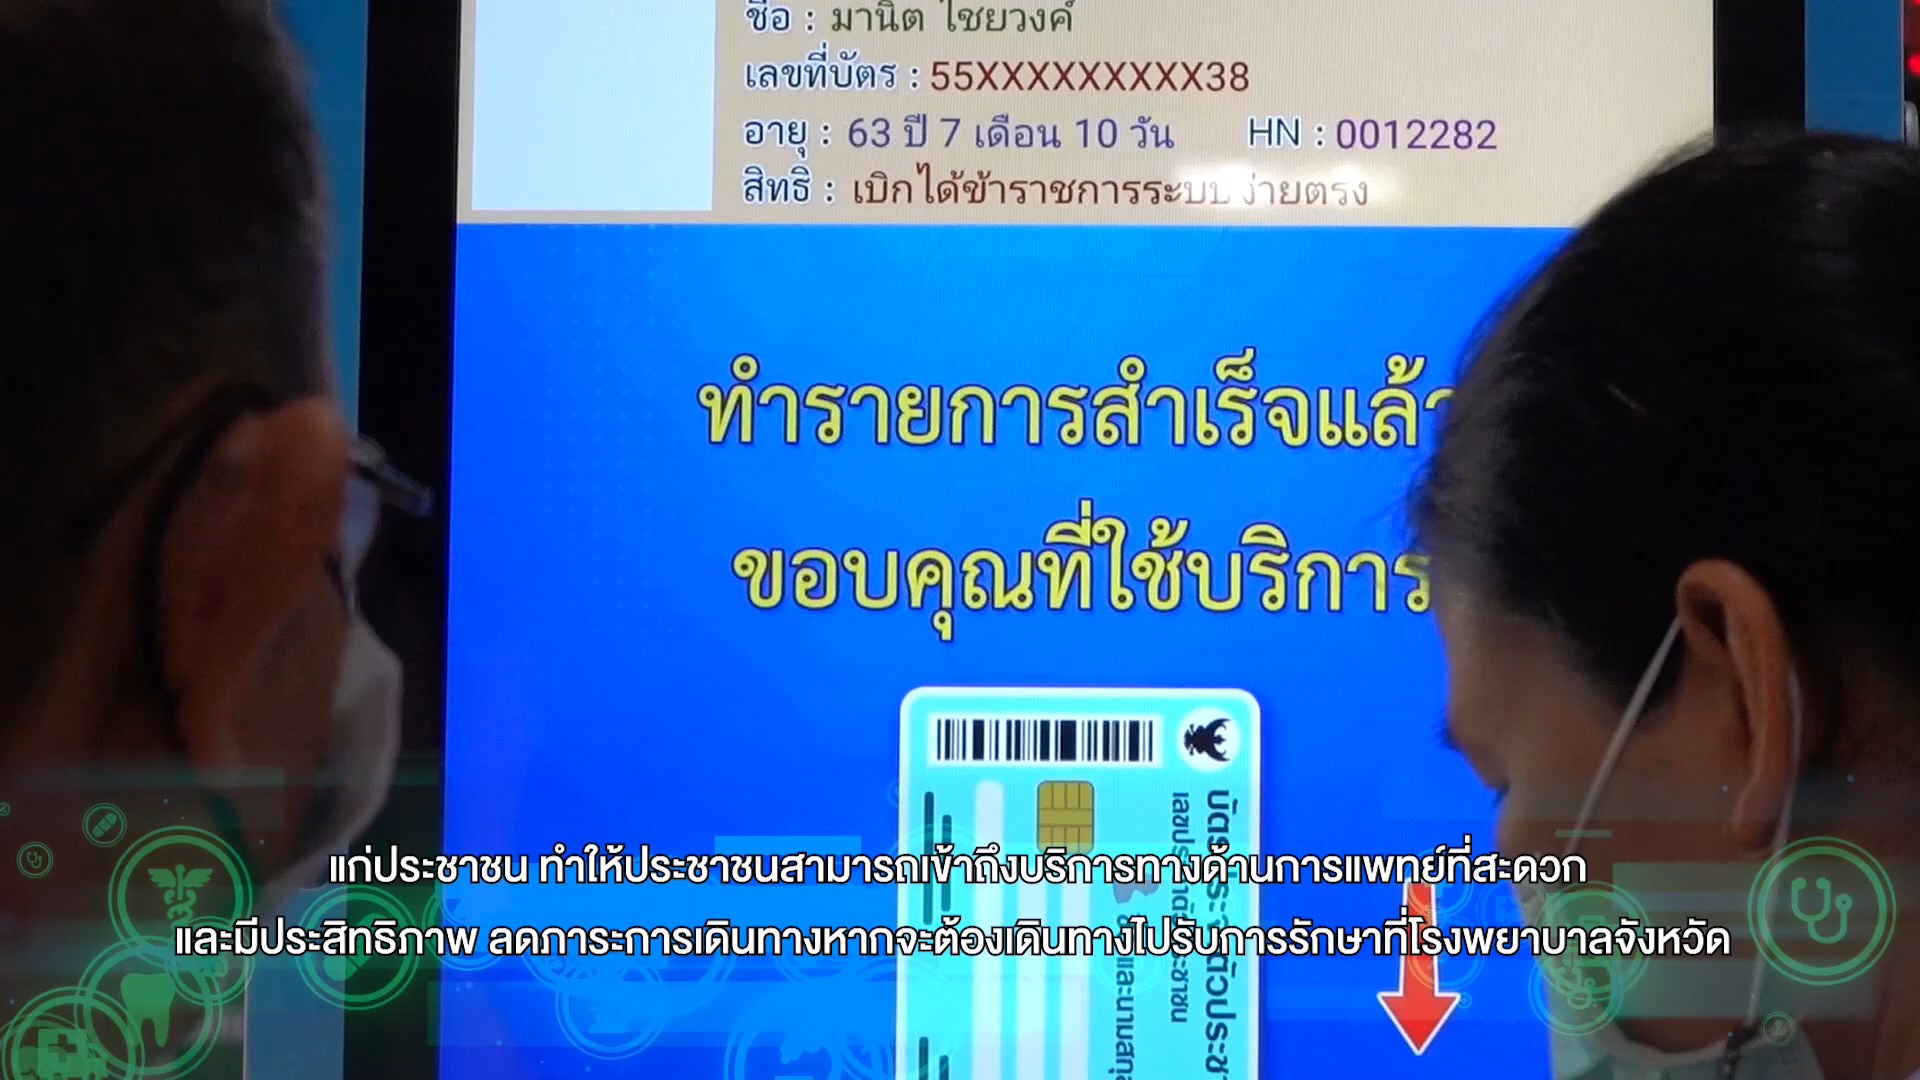 ชื่อ : มานิต ไชยวงค์
เลขที่บัตร : 55XXXXXXXXX38
อายุ : 63 ปี 7 เดือน 10 วัน HN : 0012282
สิทธิ : เบิกได้ข้าราชการระบบจ่ายตรง
ทำรายการสำเร็จแล้ว
ขอบคุณที่ใช้บริการ
แก่ประชาชน ทำให้ประชาชนสามารถเข้าถึงบริการทางด้านการแพทย์ที่สะดวก
และมีประสิทธิภาพ ลดภาระการเดินทางหากจะต้องเดินทางไปรับการรักษาที่โรงพยาบาลจังหวัด